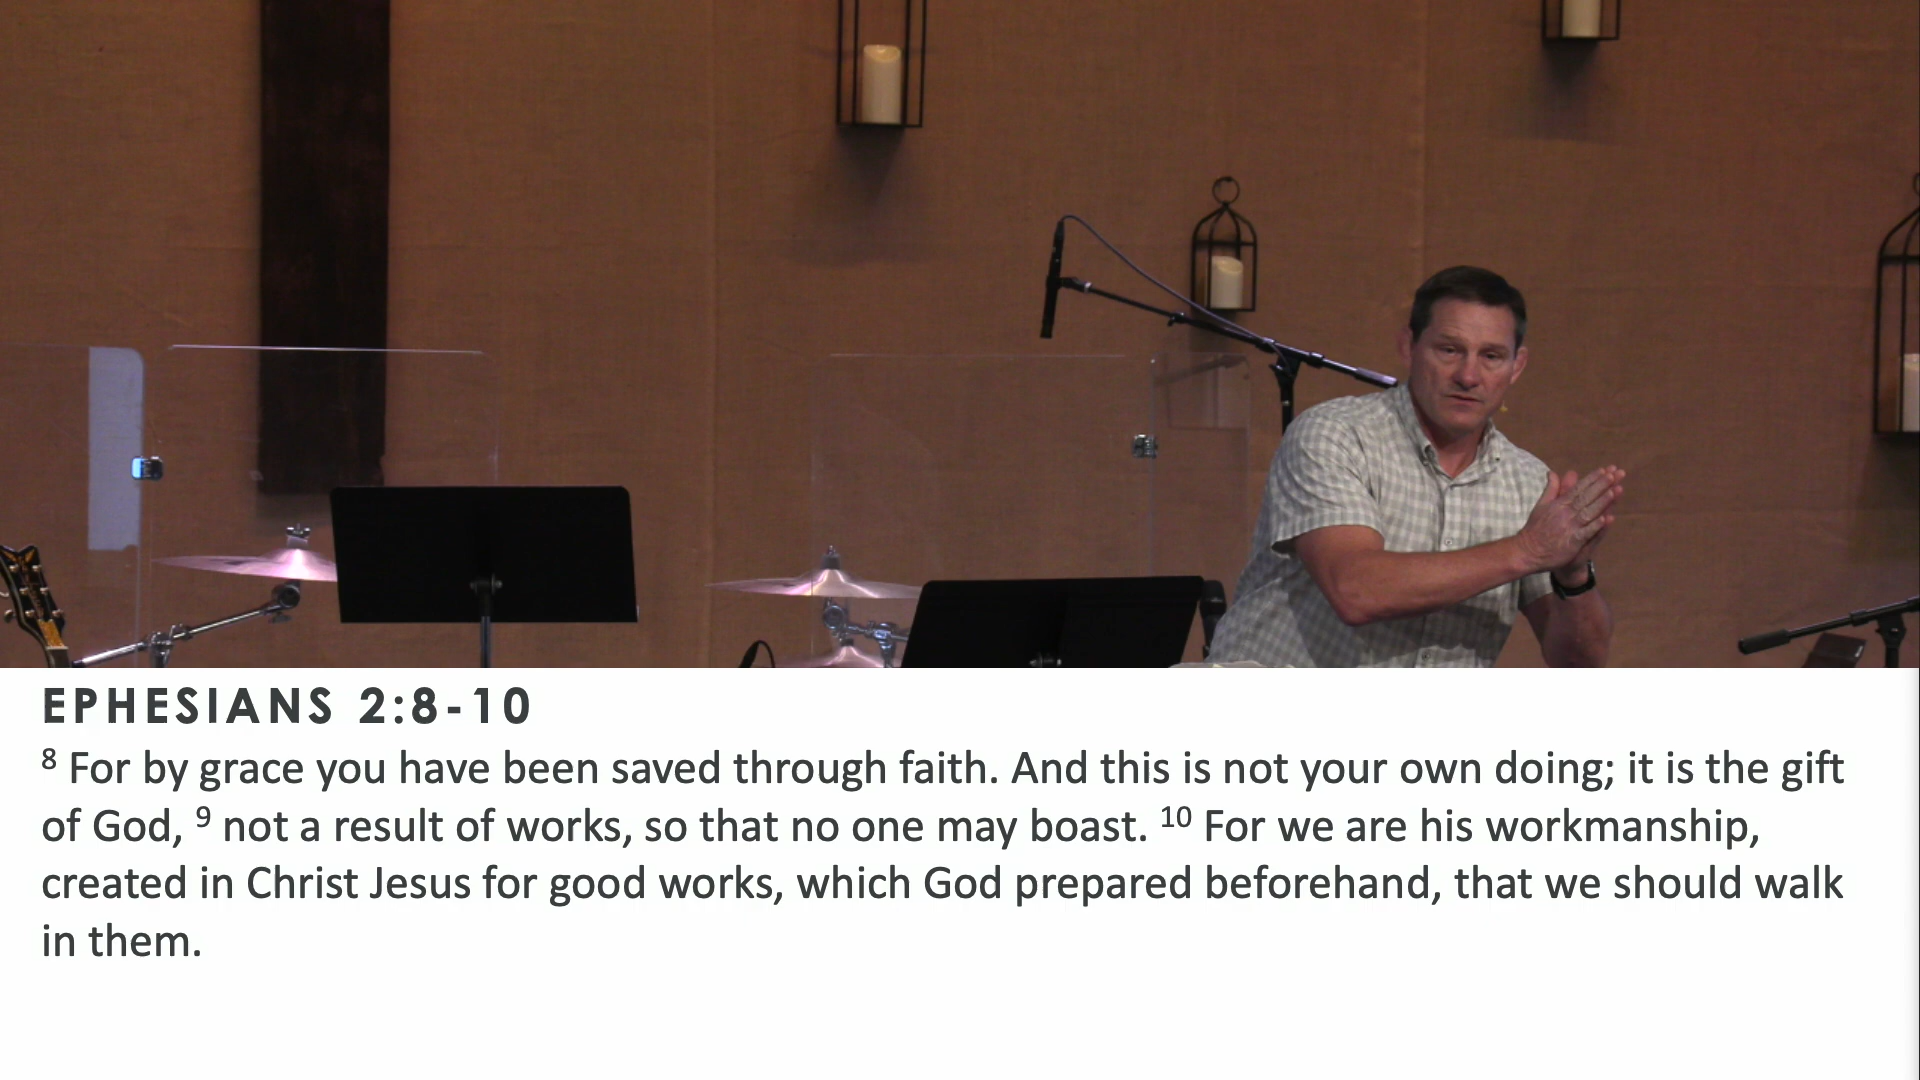 EPHESIANS 2:8-10
8 For by grace you have been saved through faith. And this is not your own doing; it is the gift
of God, 9 not a result of works, so that no one may boast. 10 For we are his workmanship,
created in Christ Jesus for good works, which God prepared beforehand, that we should walk
in them.